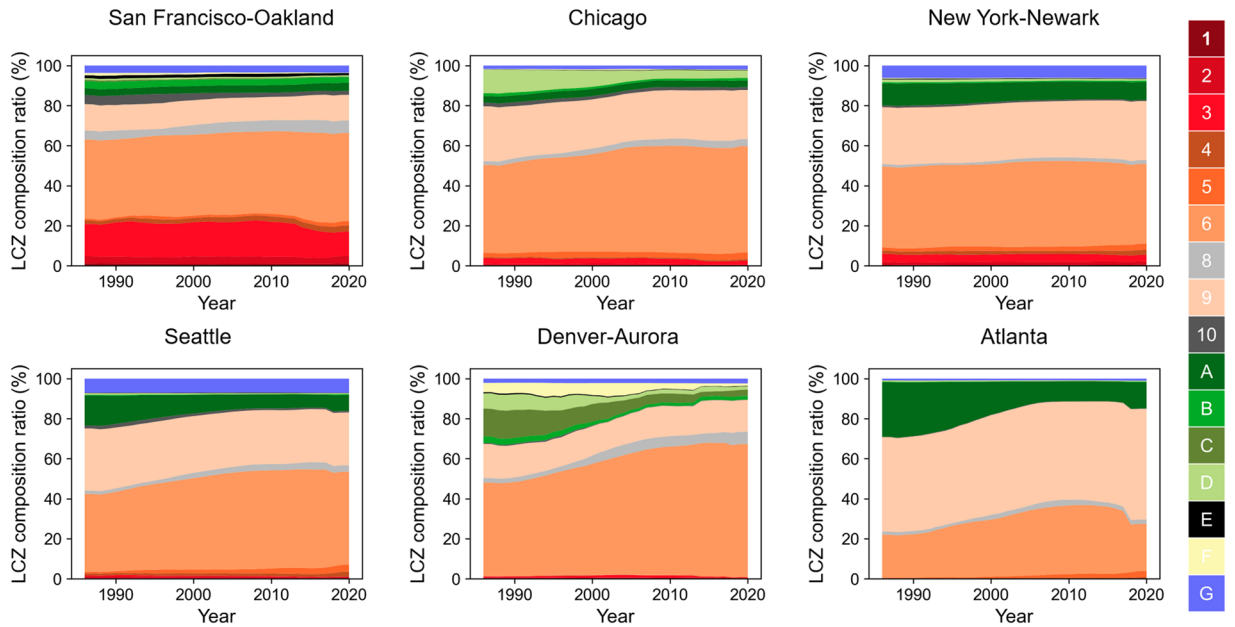 San Francisco-Oakland
Chicago
New York-Newark
LCZ composition ratio (%)
100
80
60
40
20
0
1990
2000
2010
2020
Year
LCZ composition ratio (%)
100
80
60
40
20
0
1990
2000
2010
2020
Year
LCZ composition ratio (%)
100
80
60
40
20
0
1990
2000
2010
2020
Year
Seattle
Denver-Aurora
Atlanta
LCZ composition ratio (%)
100
80
60
40
20
0
1990
2000
2010
2020
Year
LCZ composition ratio (%)
100
80
60
40
20
0
1990
2000
2010
2020
Year
LCZ composition ratio (%)
100
80
60
40
20
0
1990
2000
2010
2020
Year
1
2
3
4
5
6
8
9
10
A
B
C
D
E
F
G